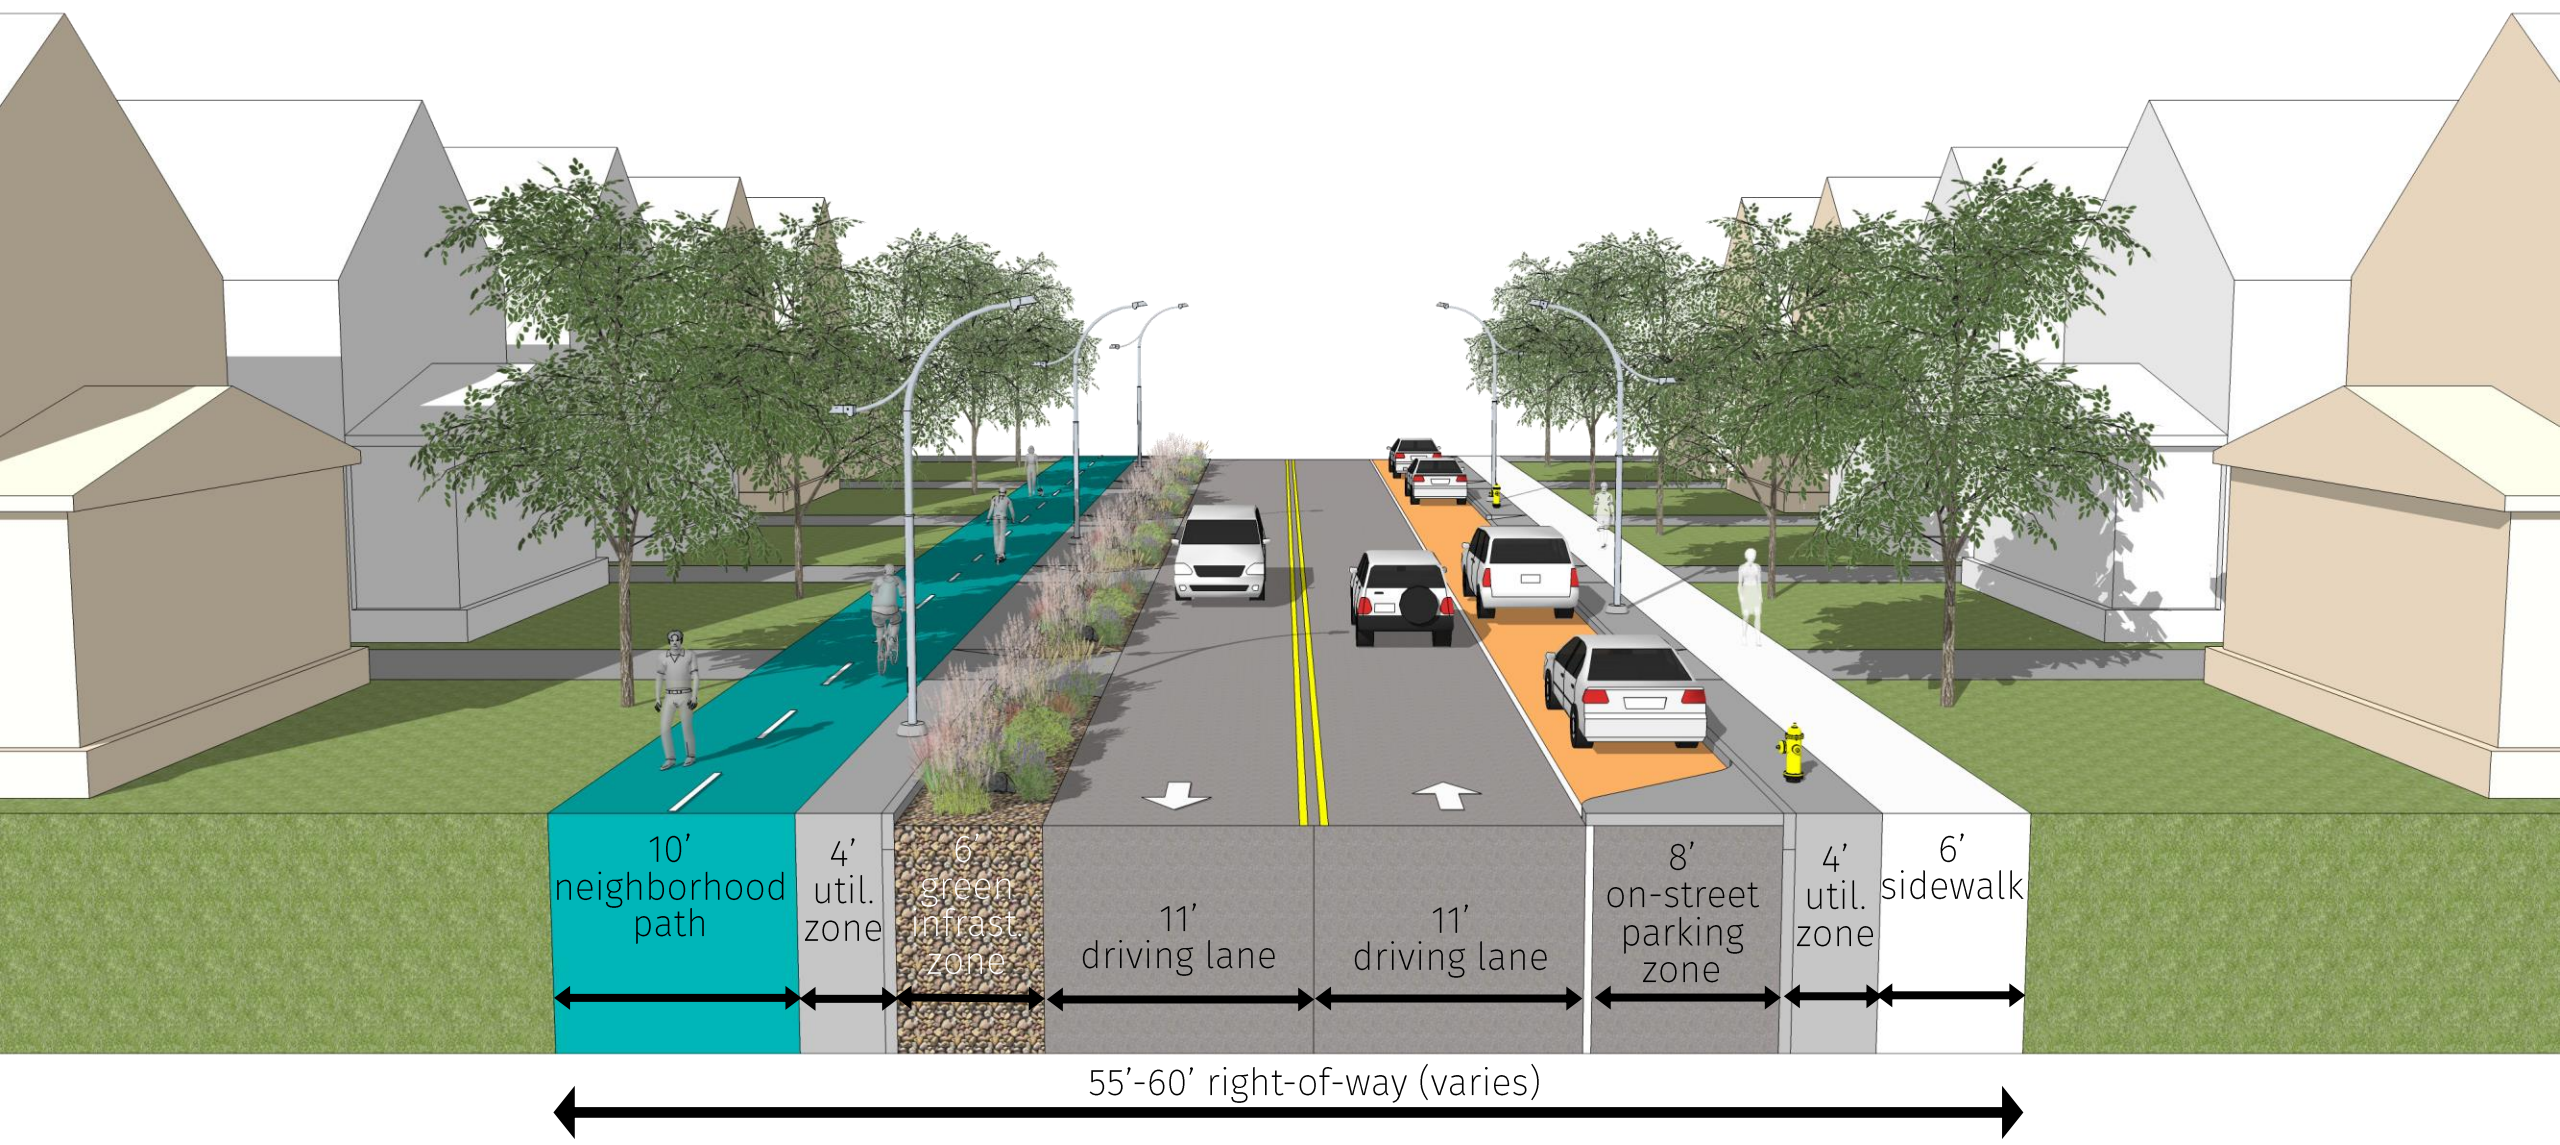 10’
neighborhood
path
4’
util.
zone
6’
green
infrast.
zone
11’
driving lane
11’
driving lane
8’
on-street
parking
zone
4’
util.
zone
6’
sidewalk
55’-60’ right-of-way (varies)